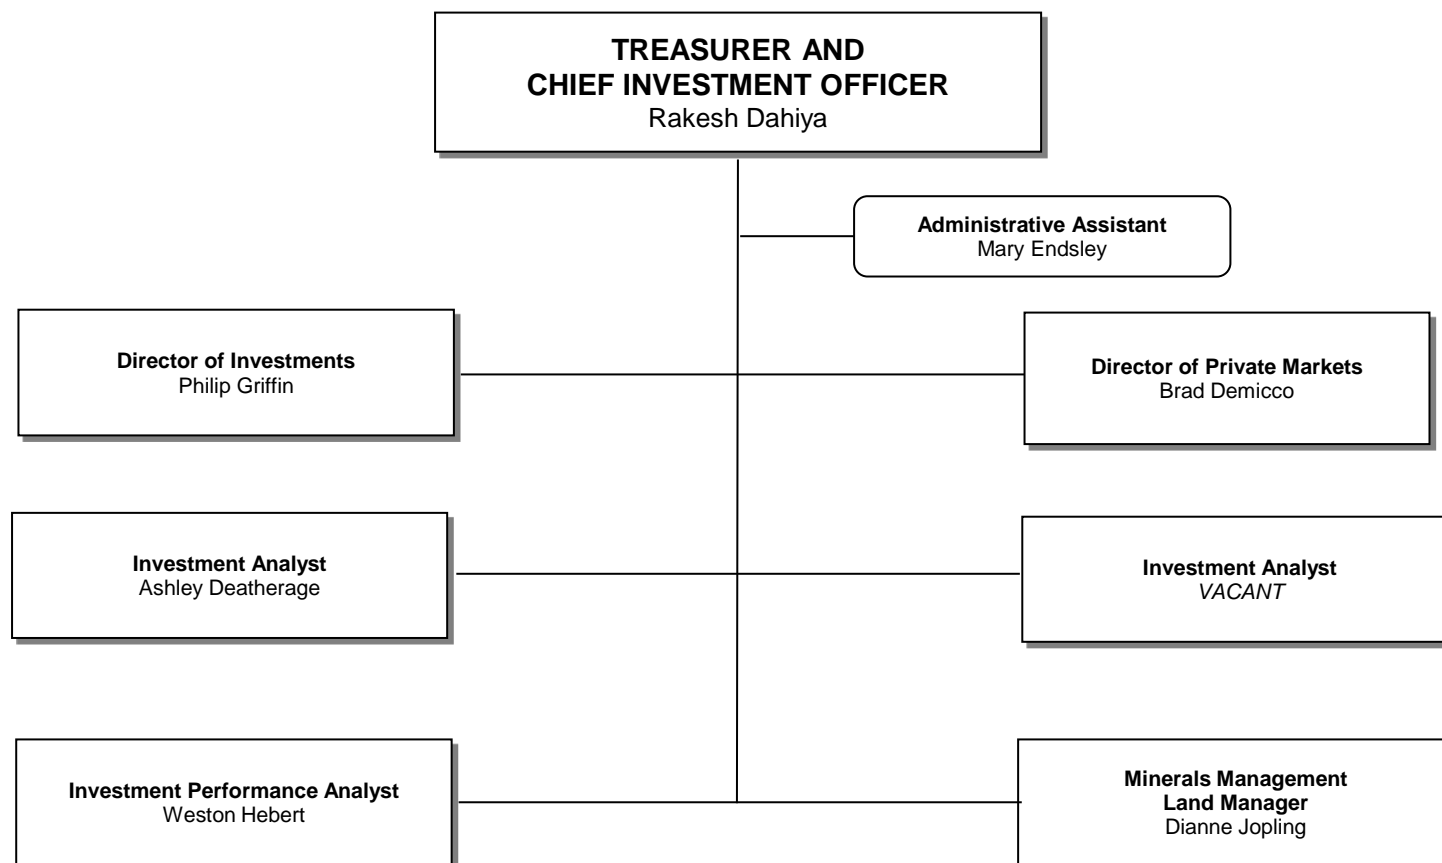 TREASURER AND
CHIEF INVESTMENT OFFICER
Rakesh Dahiya
Administrative Assistant
Mary Endsley
Director of Investments
Philip Griffin
Director of Private Markets
Brad Demicco
Investment Analyst
Ashley Deatherage
Investment Analyst
VACANT
Investment Performance Analyst
Weston Hebert
Minerals Management
Land Manager
Dianne Jopling